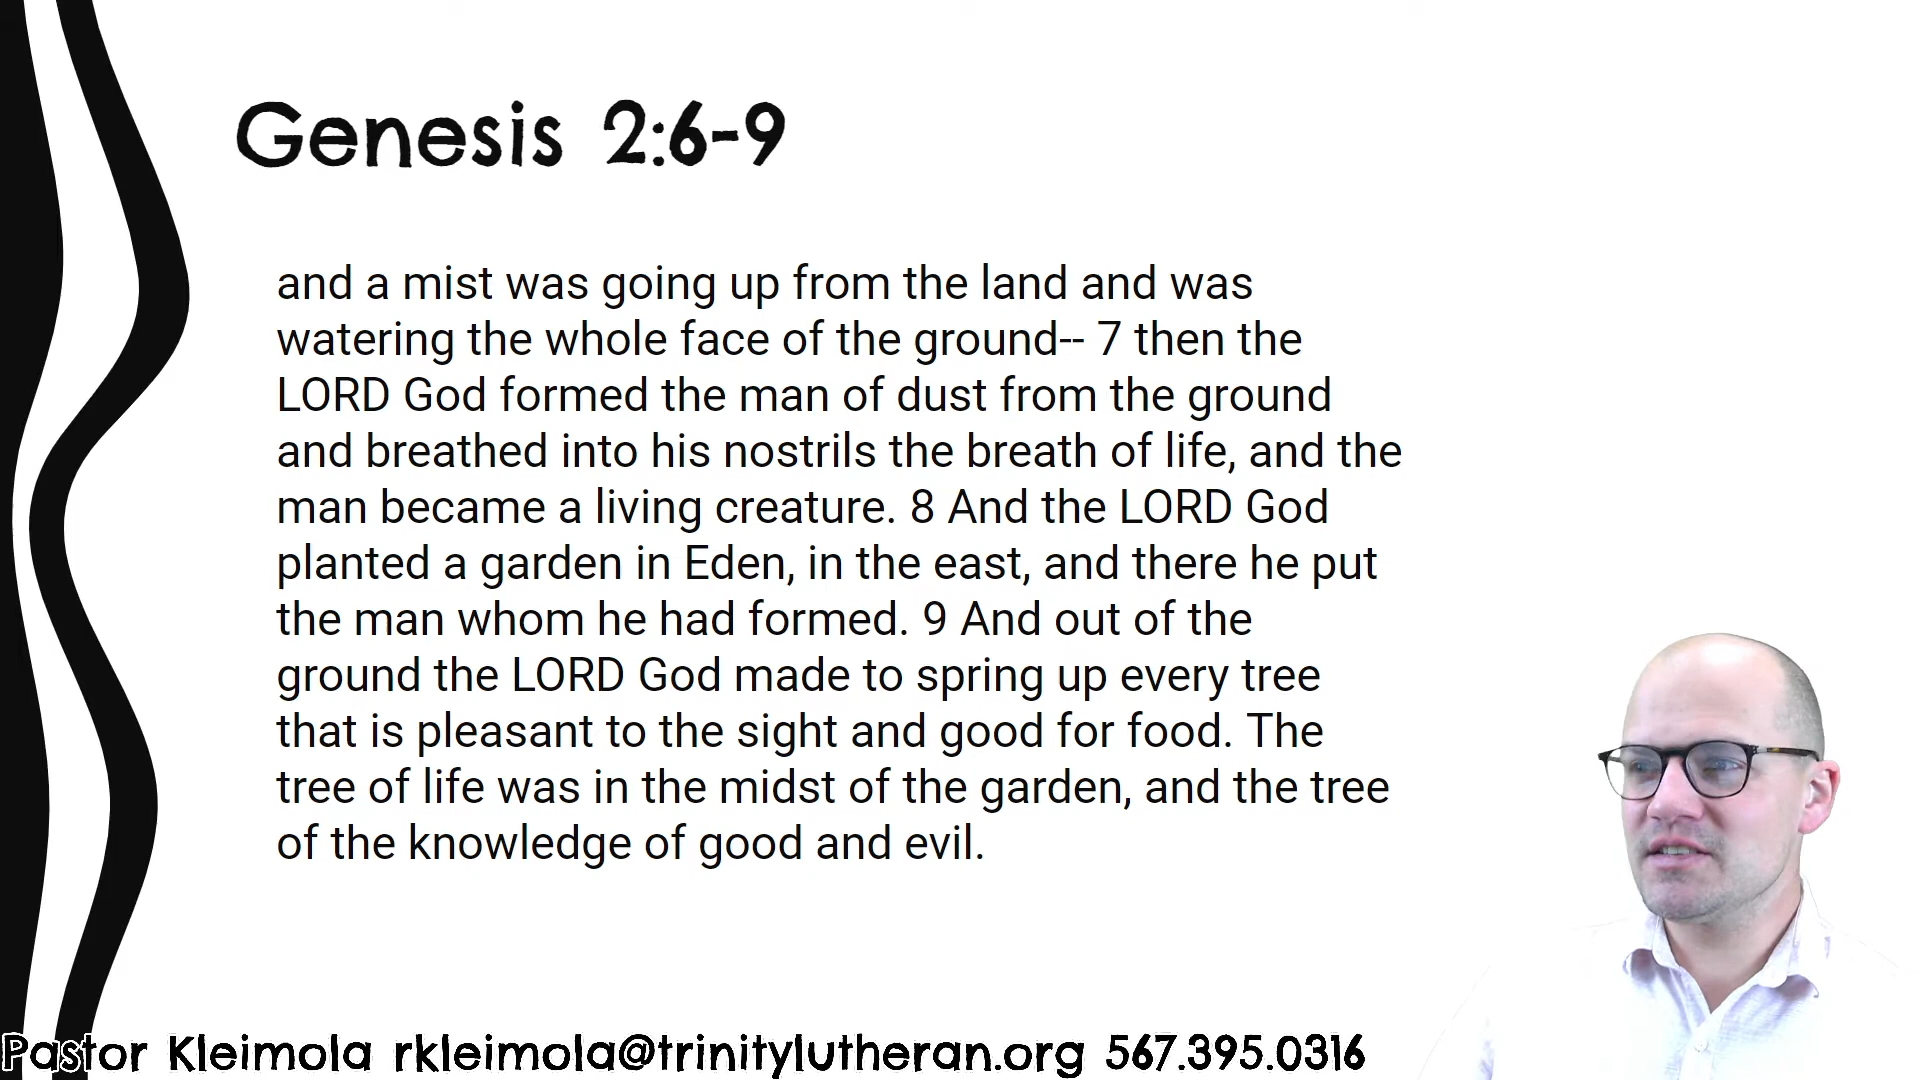 Genesis 2:6-9
and a mist was going up from the land and was
watering the whole face of the ground-- 7 then the
LORD God formed the man of dust from the ground
and breathed into his nostrils the breath of life, and the
man became a living creature. 8 And the LORD God
planted a garden in Eden, in the east, and there he put
the man whom he had formed. 9 And out of the
ground the LORD God made to spring up every tree
that is pleasant to the sight and good for food. The
tree of life was in the midst of the garden, and the tree
of the knowledge of good and evil.
Pastor Kleimola rkleimola@trinitylutheran.org 567.395.0316